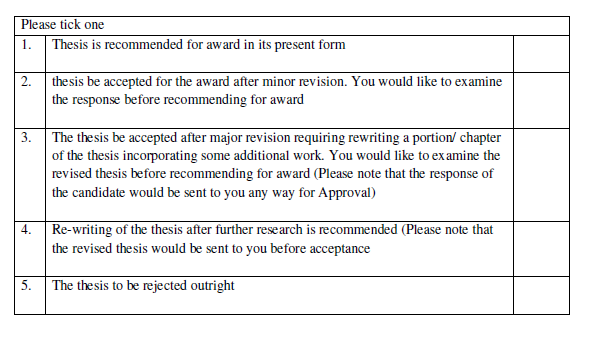 Please tick one
1. Thesis is recommended for award in its present form
2. thesis be accepted for the award after minor revision. You would like to examine
the response before recommending for award
3. The thesis be accepted after major revision requiring rewriting a portion/ chapter
of the thesis incorporating some additional work. You would like to examine the
revised thesis before recommending for award (Please note that the response of
the candidate would be sent to you any way for Approval)
4. Re-writing of the thesis after further research is recommended (Please note that
the revised thesis would be sent to you before acceptance
5. The thesis to be rejected outright